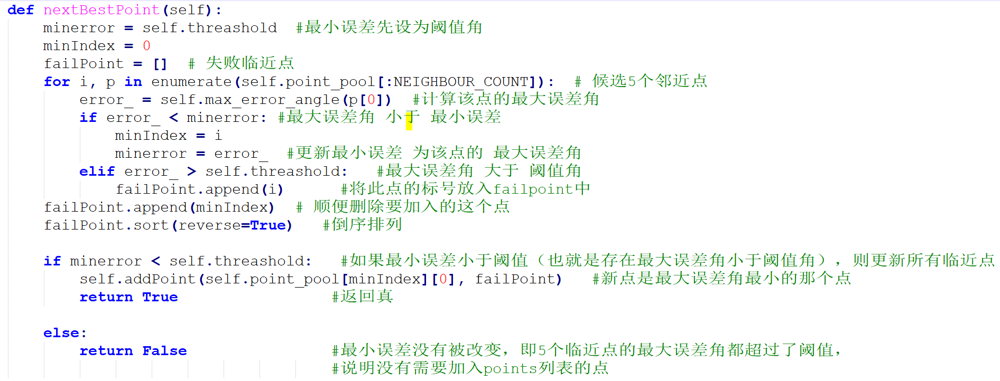 def nextBestPoint(self):
    minerror = self.threashold  #最小误差先设为阈值角
    minIndex = 0
    failPoint = []  # 失败临近点
    for i, p in enumerate(self.point_pool[:NEIGHBOUR_COUNT]):  # 候选5个邻近点
        error_ = self.max_error_angle(p[0])  #计算该点的最大误差角
        if error_ < minerror: #最大误差角 小于 最小误差
            minIndex = i
            minerror = error_  #更新最小误差 为该点的 最大误差角
        elif error_ > self.threashold:   #最大误差角 大于 阈值角
            failPoint.append(i)      #将此点的标号放入failpoint中
    failPoint.append(minIndex)  # 顺便删除要加入的这个点
    failPoint.sort(reverse=True)   #倒序排列
    if minerror < self.threashold:   #如果最小误差小于阈值（也就是存在最大误差角小于阈值角），则更新所有临近点
        self.addPoint(self.point_pool[minIndex][0], failPoint)   #新点是最大误差角最小的那个点
        return True                 #返回真
    else:
        return False                #最小误差没有被改变，即5个临近点的最大误差角都超过了阈值，
                                    #说明没有需要加入points列表的点